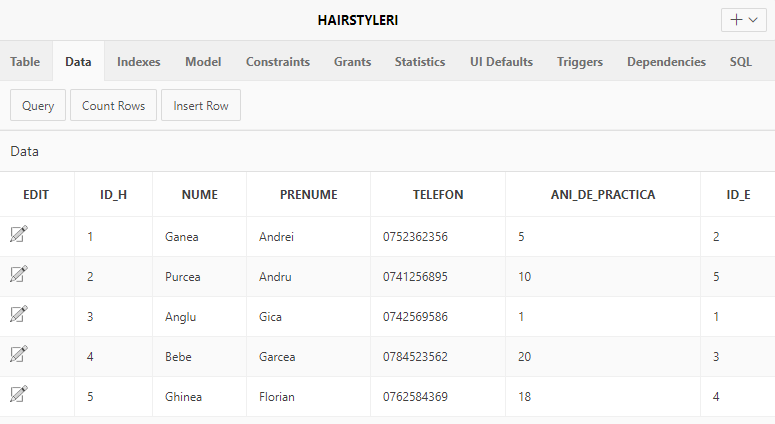 HAIRSTYLERI
Table Data Indexes Model Constraints Grants Statistics UI Defaults Triggers Dependencies SQL
Query Count Rows Insert Row
Data
EDIT ID_H NUME PRENUME TELEFON ANI_DE_PRACTICA ID_E
1 Ganea Andrei 0752362356 5 2
2 Purcea Andru 0741256895 10 5
3 Anglu Gica 0742569586 1 1
4 Bebe Garcea 0784523562 20 3
5 Ghinea Florian 0762584369 18 4